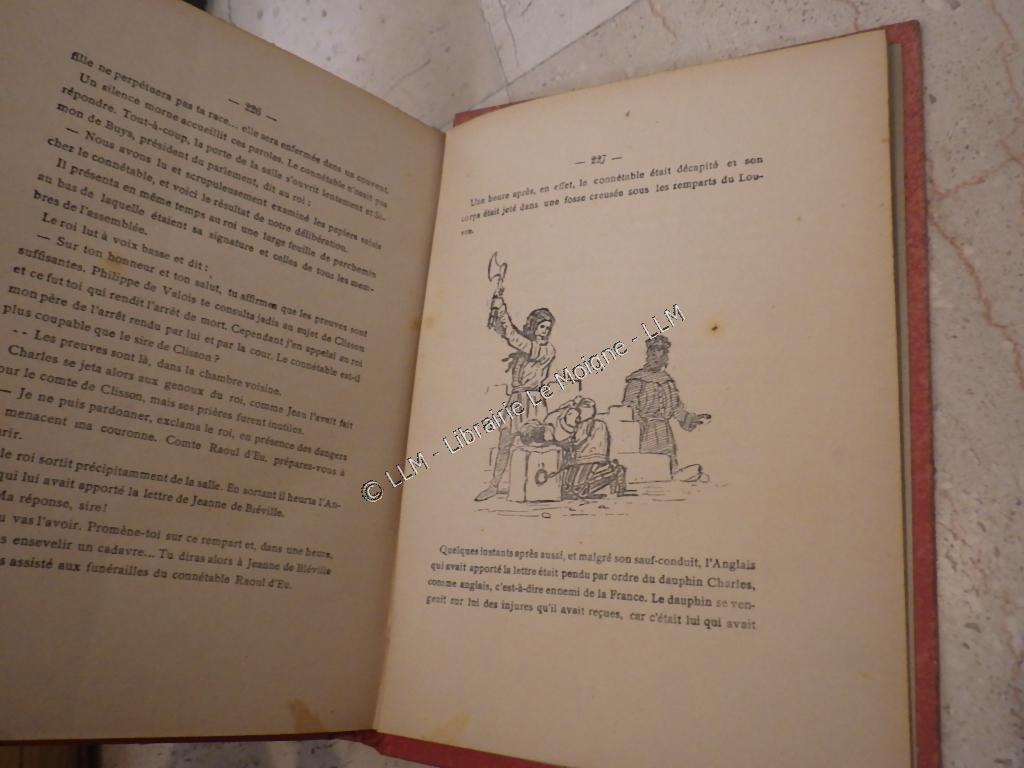 — 226 —
fille ne perpétuera pas ta race... elle sera enfermée dans un couvent.
Un silence morne accueillit ces paroles. Le connétable n'osait pas
répondre. Tout-à-coup, la porte de la salle s'ouvrit lentement et Si-
mon de Buys, président du parlement, dit au roi :
— Nous avons lu et scrupuleusement examiné les papiers saisis
chez le connétable, et voici le résultat de notre délibération.
Il présenta en même temps au roi une large feuille de parchemin
au bas de laquelle étaient sa signature et celles de tous les mem-
bres de l'assemblée.
Le roi lut à voix basse et dit :
— Sur ton honneur et ton salut, tu affirmes que les preuves sont
suffisantes. Philippe de Valois te consulta jadis au sujet de Clisson
et ce fut toi qui rendit l'arrêt de mort. Cependant j'en appelai au roi
mon père de l'arrêt rendu par lui et par la cour. Le connétable est-il
plus coupable que le sire de Clisson ?
-- Les preuves sont là, dans la chambre voisine.
Charles se jeta alors aux genoux du roi, comme Jean l'avait fait
our le comte de Clisson, mais ses prières furent inutiles.
— Je ne puis pardonner, exclama le roi, en présence des dangers
menacent ma couronne. Comte Raoul d'Eu, préparez-vous à
urir.
le roi sortit précipitamment de la salle. En sortant il heurta l'An-
qui lui avait apporté la lettre de Jeanne de Biéville.
Ma réponse, sire!
u vas l'avoir. Promène-toi sur ce rempart et, dans une heure,
s ensevelir un cadavre... Tu diras alors à Jeanne de Biéville
s assisté aux funérailles du connétable Raoul d'Eu.
— 227 —
Une heure après, en effet, le connétable était décapité et son
corps était jeté dans une fosse creusée sous les remparts du Lou-
vre.
Quelques instants après aussi, et malgré son sauf-conduit, l'Anglais
qui avait apporté la lettre était pendu par ordre du dauphin Charles,
comme anglais, c'est-à-dire ennemi de la France. Le dauphin se ven-
geait sur lui des injures qu'il avait reçues, car c'était lui qui avait
© LLM - Librairie Le Moigne - LLM